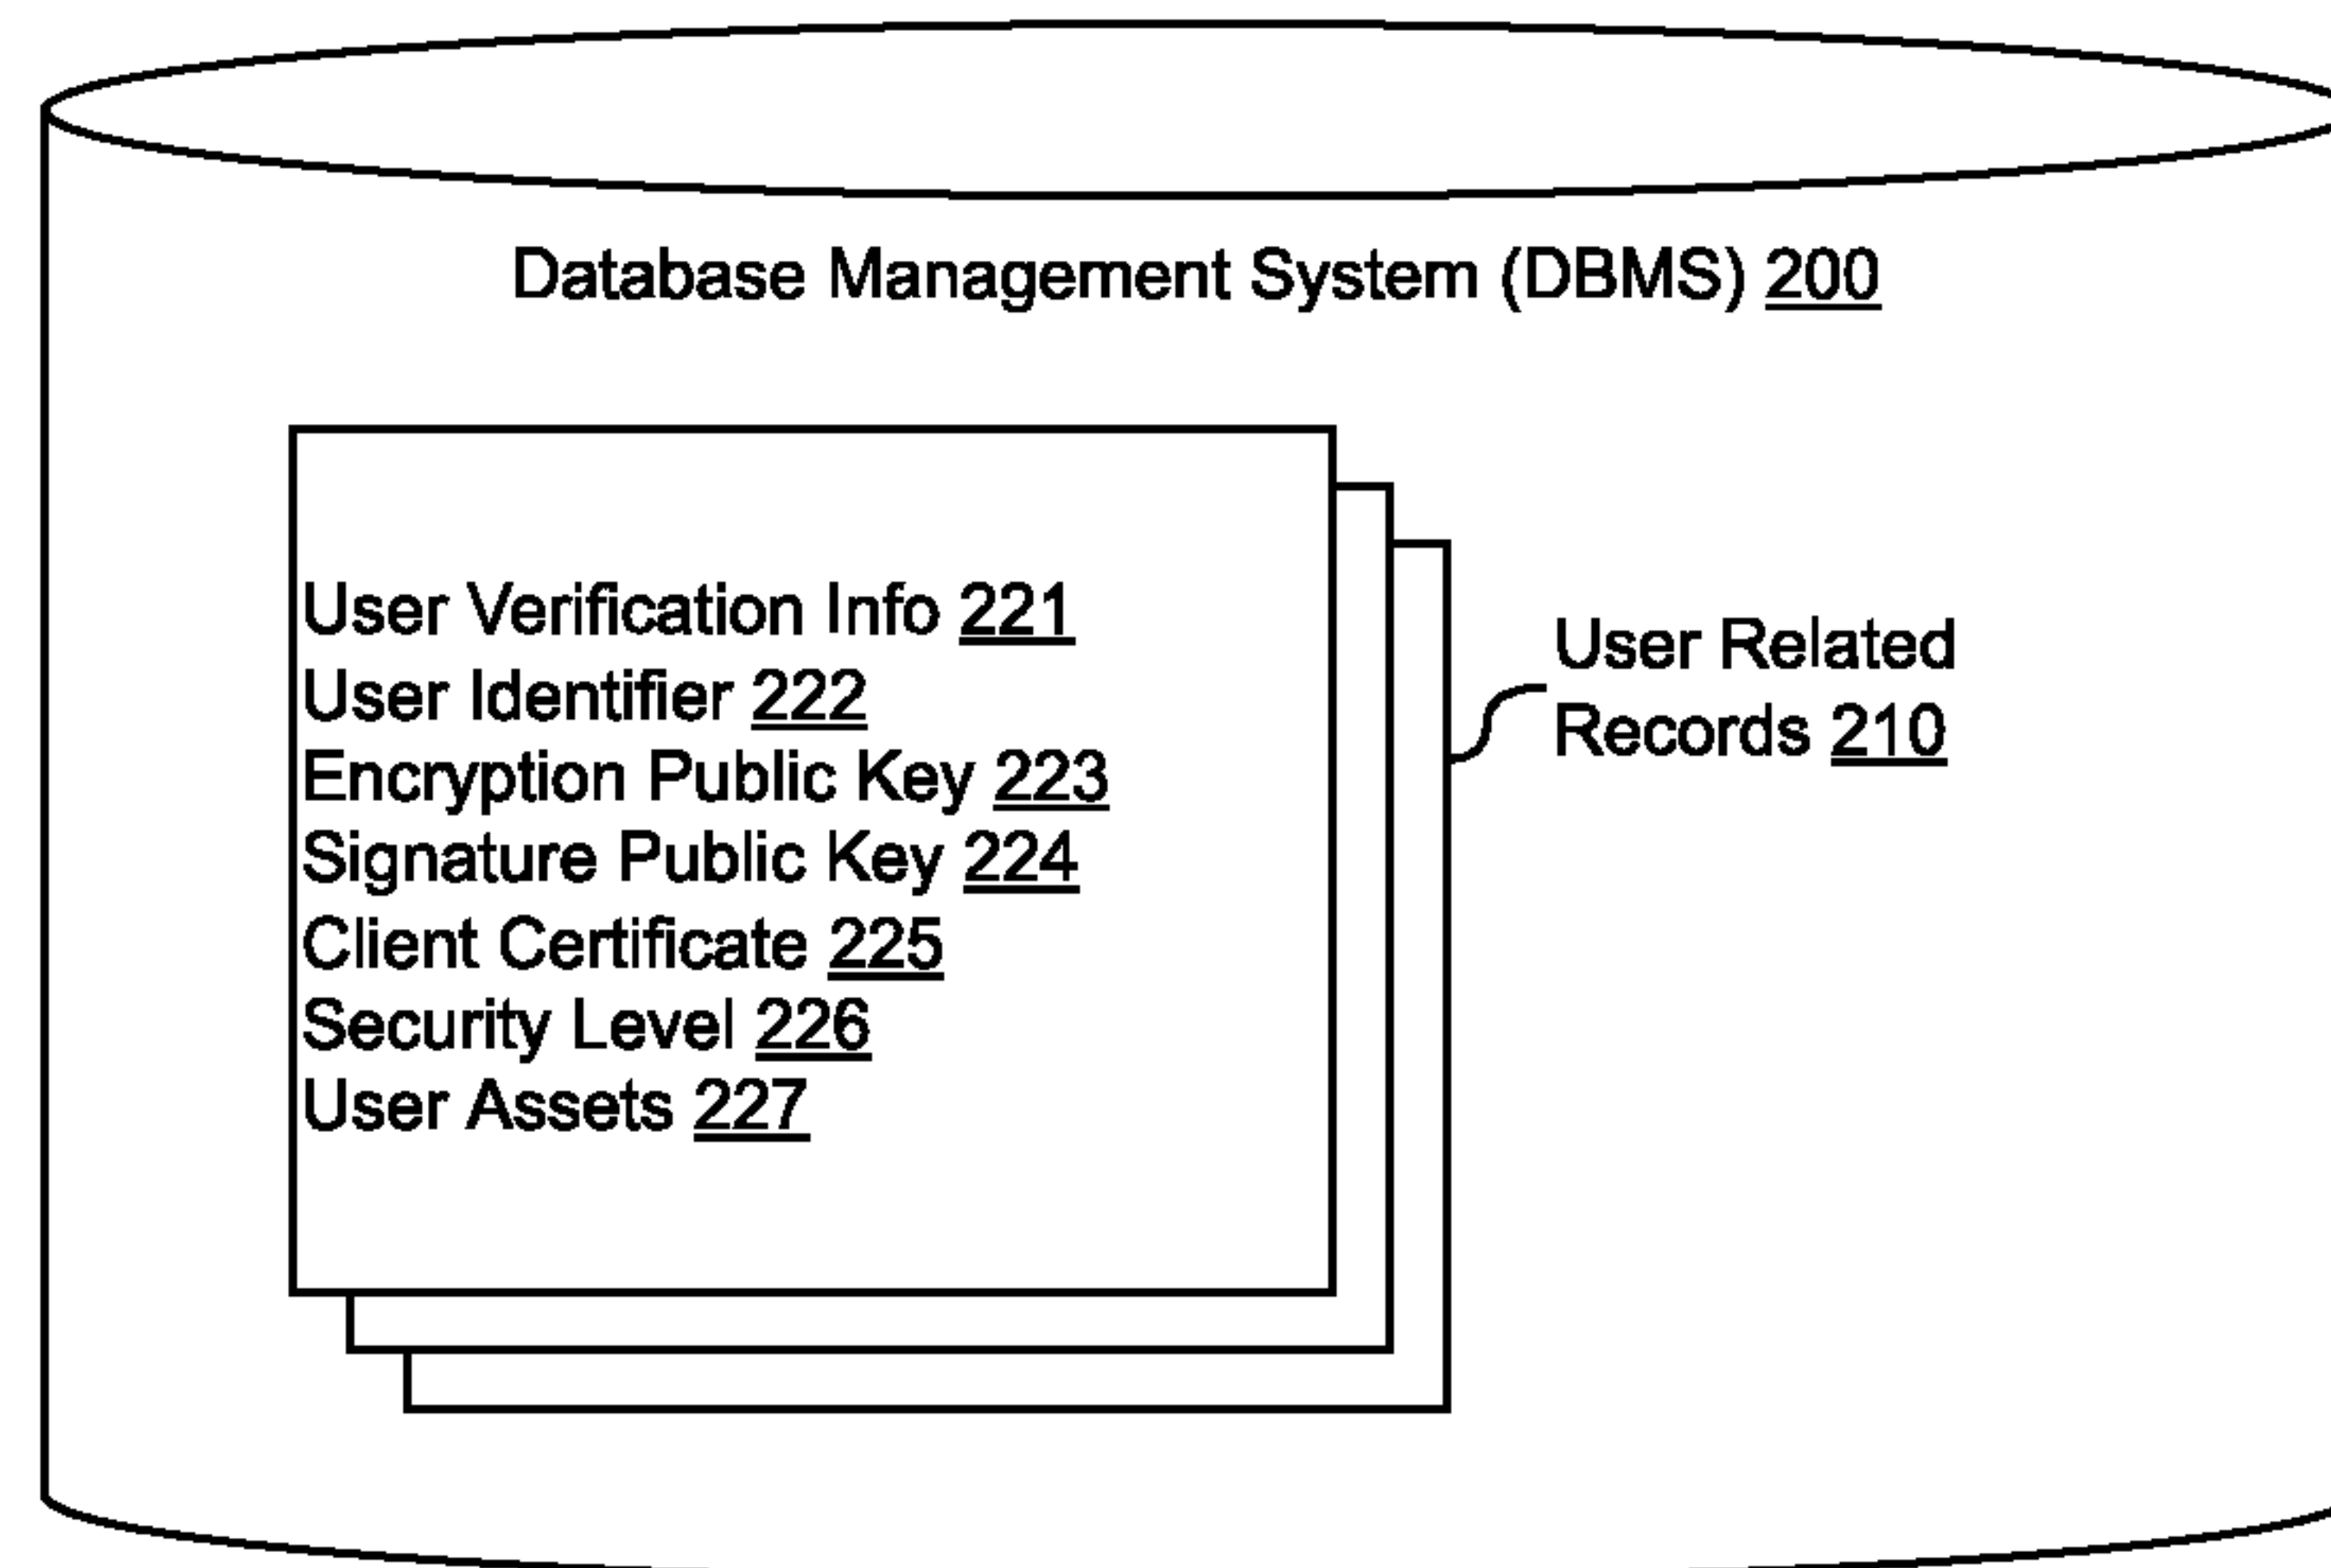 Database Management System (DBMS) 200
User Verification Info 221
User Identifier 222
Encryption Public Key 223
Signature Public Key 224
Client Certificate 225
Security Level 226
User Assets 227
User Related
Records 210